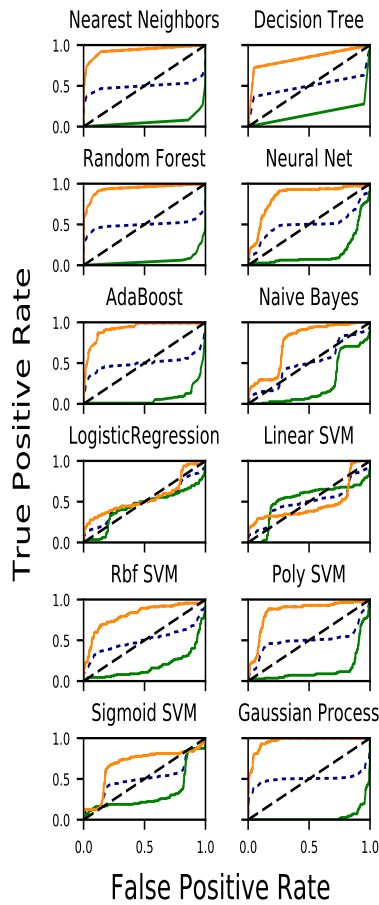 Nearest Neighbors Decision Tree
1.0
0.5
0.0
Random Forest Neural Net
1.0
0.5
0.0
AdaBoost Naive Bayes
1.0
0.5
0.0
LogisticRegression Linear SVM
1.0
0.5
0.0
Rbf SVM Poly SVM
1.0
0.5
0.0
Sigmoid SVM Gaussian Process
1.0
0.5
0.0
0.0 0.5 1.0 0.0 0.5 1.0
True Positive Rate
False Positive Rate